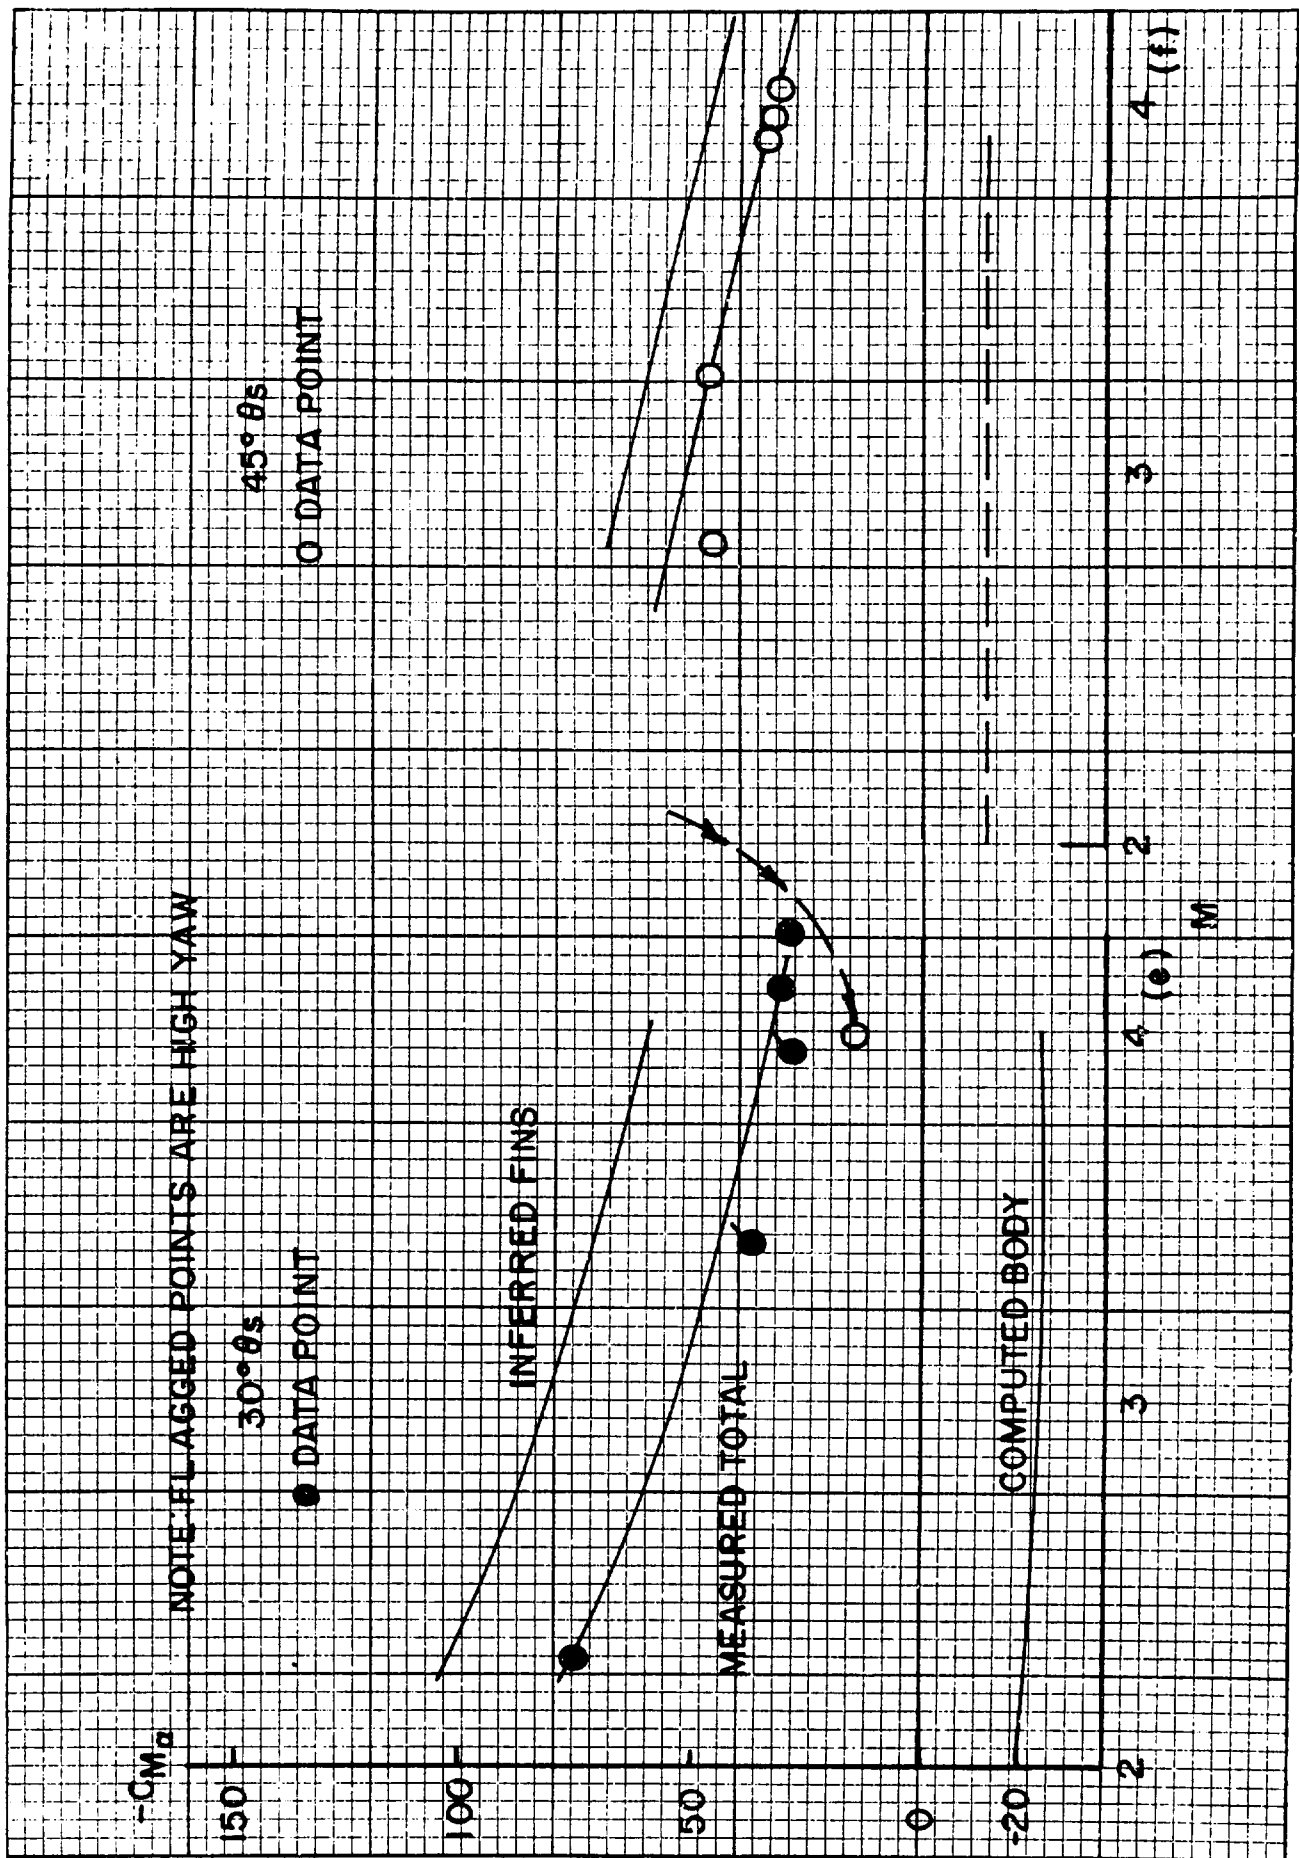 -CMα
NOTE: FLAGGED POINTS ARE HIGH YAW
150
30° θs
● DATA POINT
45° θs
O DATA POINT
100
INFERRED FINS
50
MEASURED TOTAL
0
-20
COMPUTED BODY
2
3
4
(e)
2
3
4
(f)
M